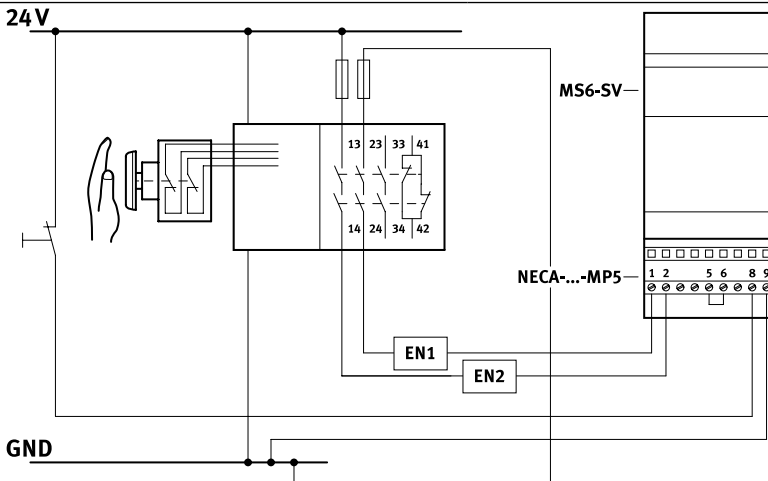 24 V
MS6-SV
13 23 33 41
14 24 34 42
NECA-...-MP5
1 2 5 6 8 9
EN1
EN2
GND